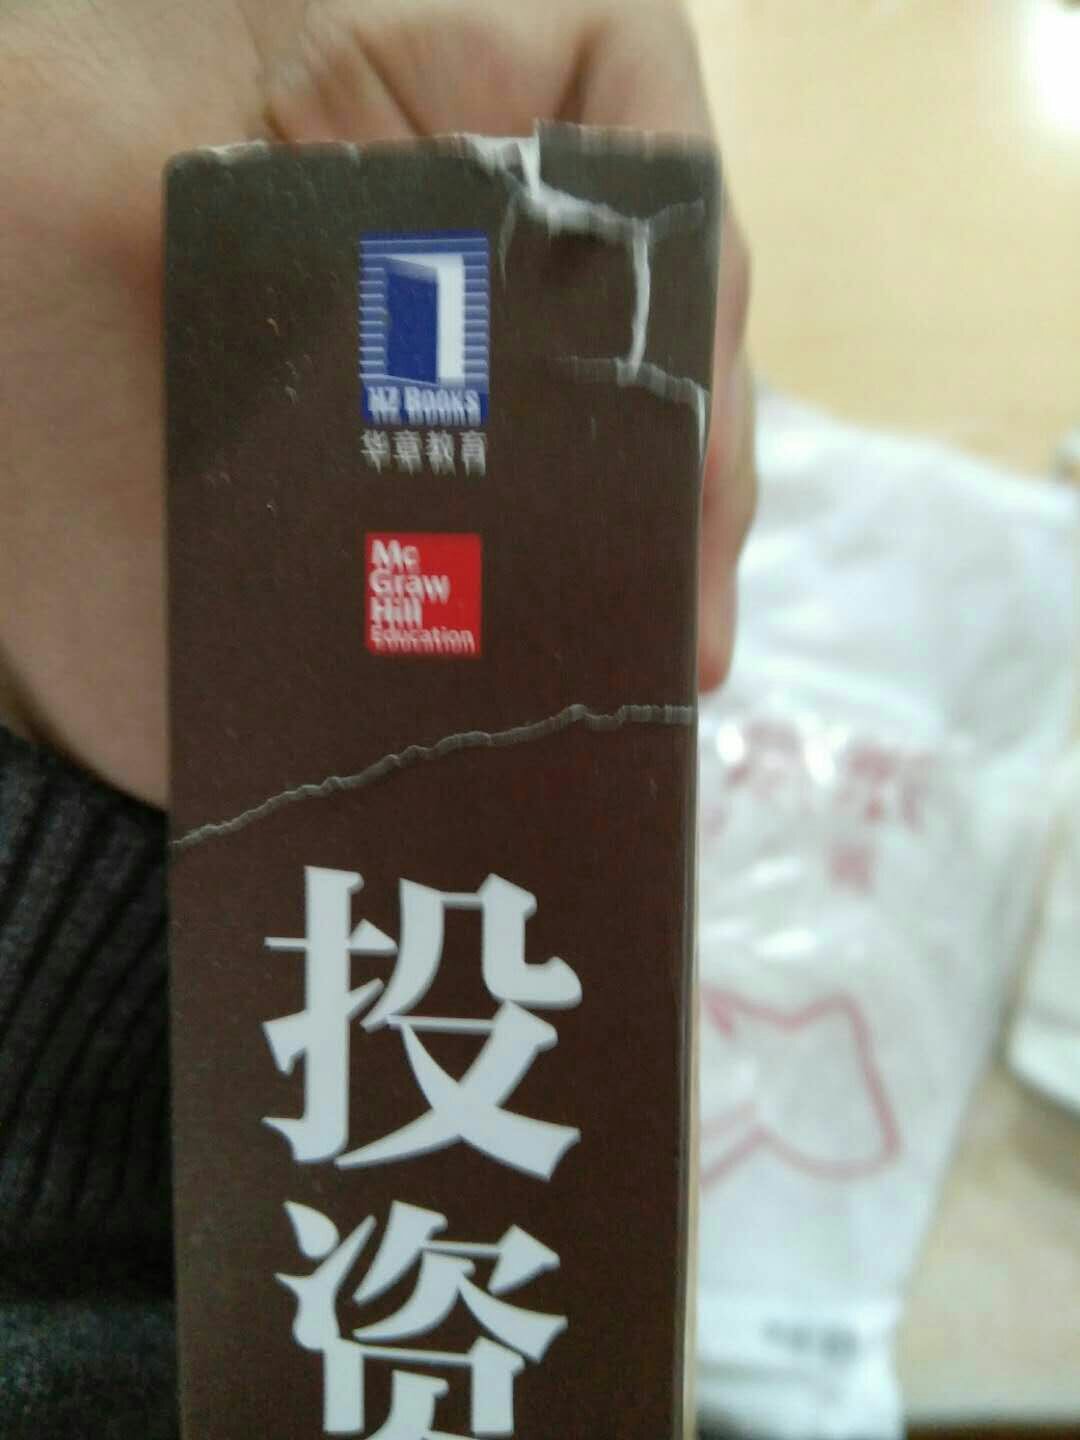 HZ BOOKS
华章教育
Mc
Graw
Hill
Education
投
资